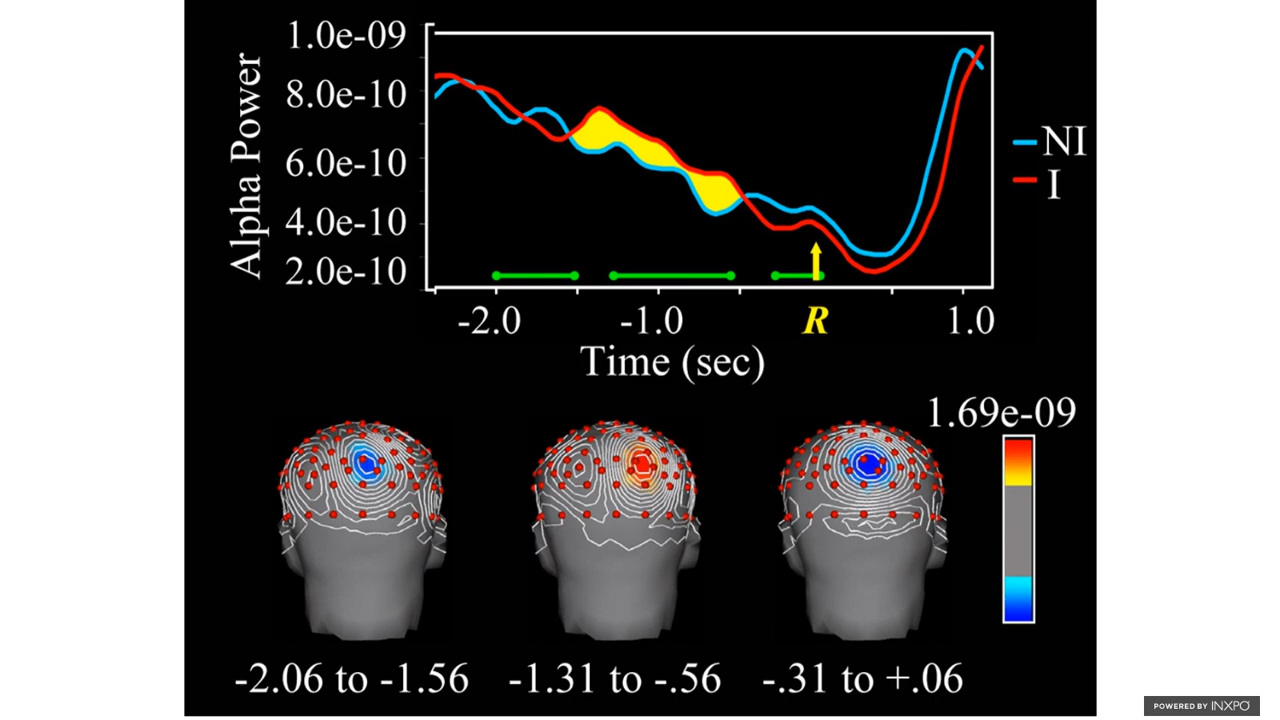 1.0e-09
8.0e-10
6.0e-10
4.0e-10
2.0e-10
Alpha Power
NI
I
-2.0
-1.0
R
1.0
Time (sec)
1.69e-09
-2.06 to -1.56
-1.31 to -.56
-.31 to +.06
POWERED BY INXPO